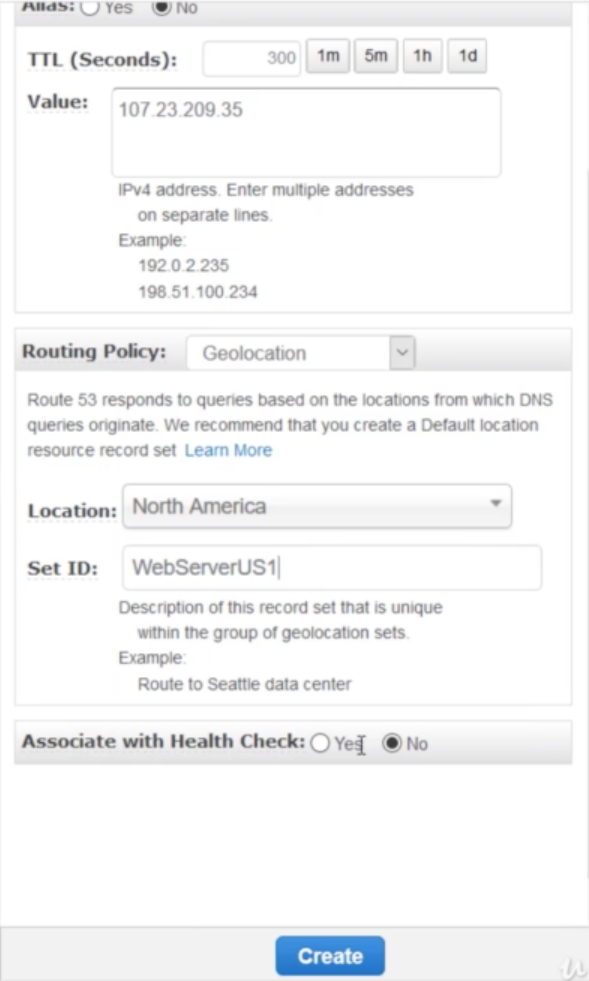 Alias: Yes No
TTL (Seconds): 300 1m 5m 1h 1d
Value: 107.23.209.35
IPv4 address. Enter multiple addresses
on separate lines.
Example:
192.0.2.235
198.51.100.234
Routing Policy: Geolocation
Route 53 responds to queries based on the locations from which DNS
queries originate. We recommend that you create a Default location
resource record set Learn More
Location: North America
Set ID: WebServerUS1
Description of this record set that is unique
within the group of geolocation sets.
Example:
Route to Seattle data center
Associate with Health Check: Yes No
Create